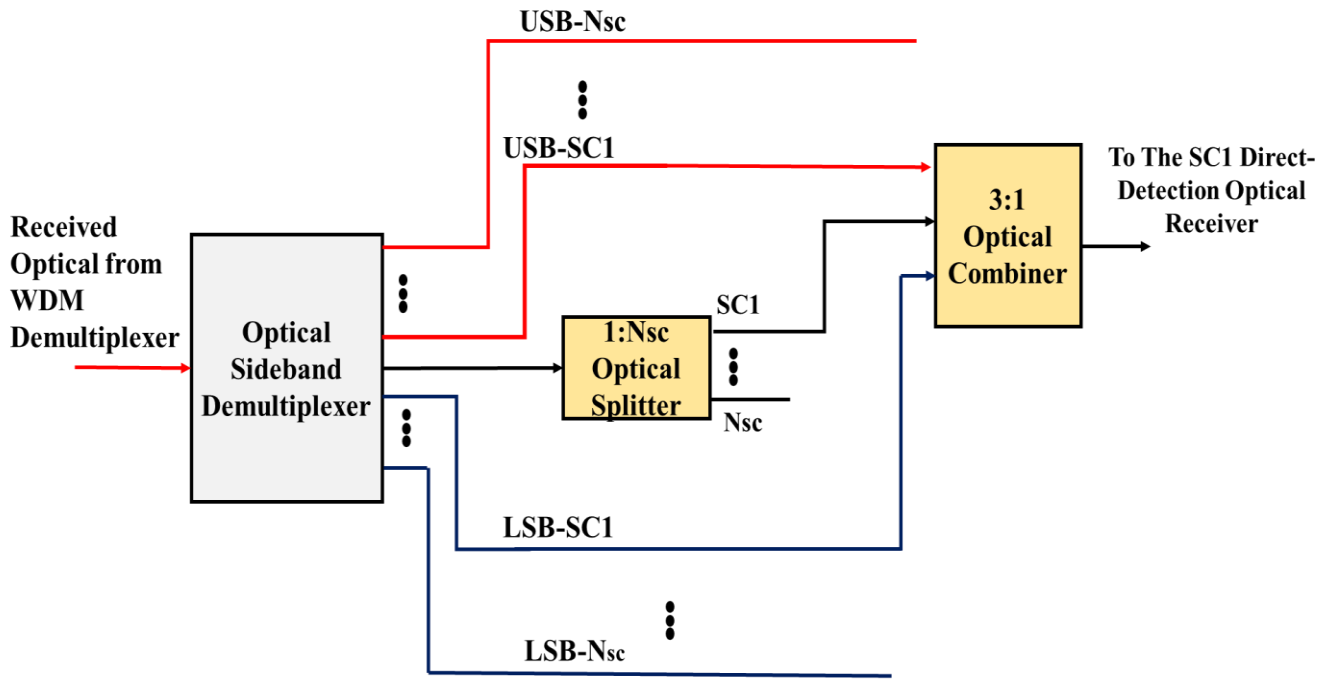 USB-Nsc
USB-SC1
To The SC1 Direct-
Detection Optical
Receiver
3:1
Optical
Combiner
Received
Optical from
WDM
Demultiplexer
Optical
Sideband
Demultiplexer
SC1
1:Nsc
Optical
Splitter
Nsc
LSB-SC1
LSB-Nsc